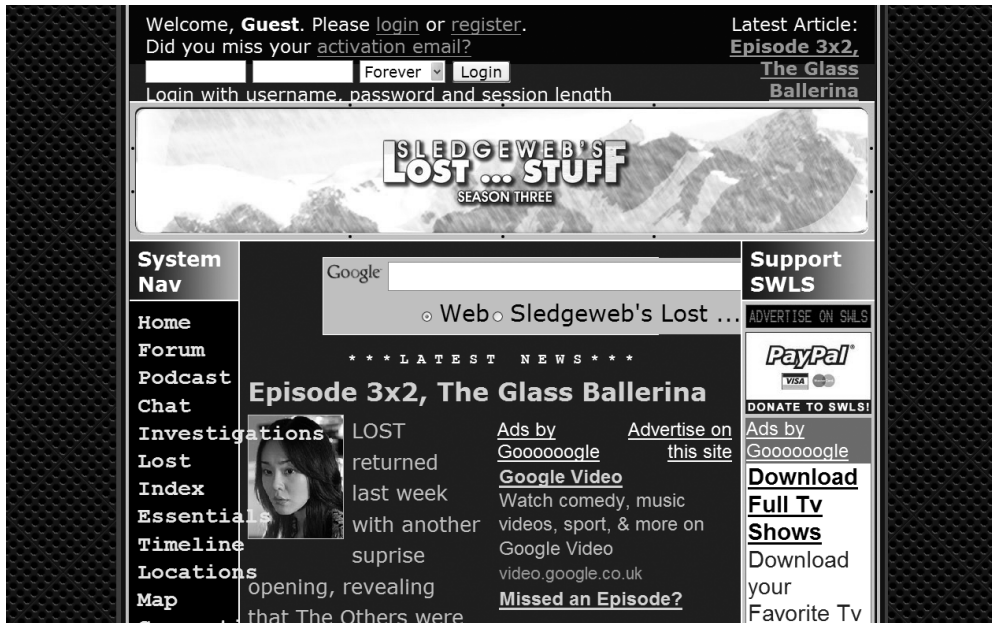 Welcome, Guest. Please login or register.
Did you miss your activation email?
Forever Login
Login with username, password and session length
Latest Article:
Episode 3x2,
The Glass
Ballerina
SLEDGEWEB'S
LOST ... STUFF
SEASON THREE
System
Nav
Home
Forum
Podcast
Chat
Investigations
Lost
Index
Essentials
Timeline
Locations
Map
Google
Web Sledgeweb's Lost ...
***LATEST NEWS***
Episode 3x2, The Glass Ballerina
LOST
returned
last week
with another
suprise
opening, revealing
that The Others were
Ads by
Goooooogle
Advertise on
this site
Google Video
Watch comedy, music
videos, sport, & more on
Google Video
video.google.co.uk
Missed an Episode?
Support
SWLS
ADVERTISE ON SWLS
PayPal
VISA
DONATE TO SWLS!
Ads by
Goooooogle
Download
Full Tv
Shows
Download
your
Favorite Tv